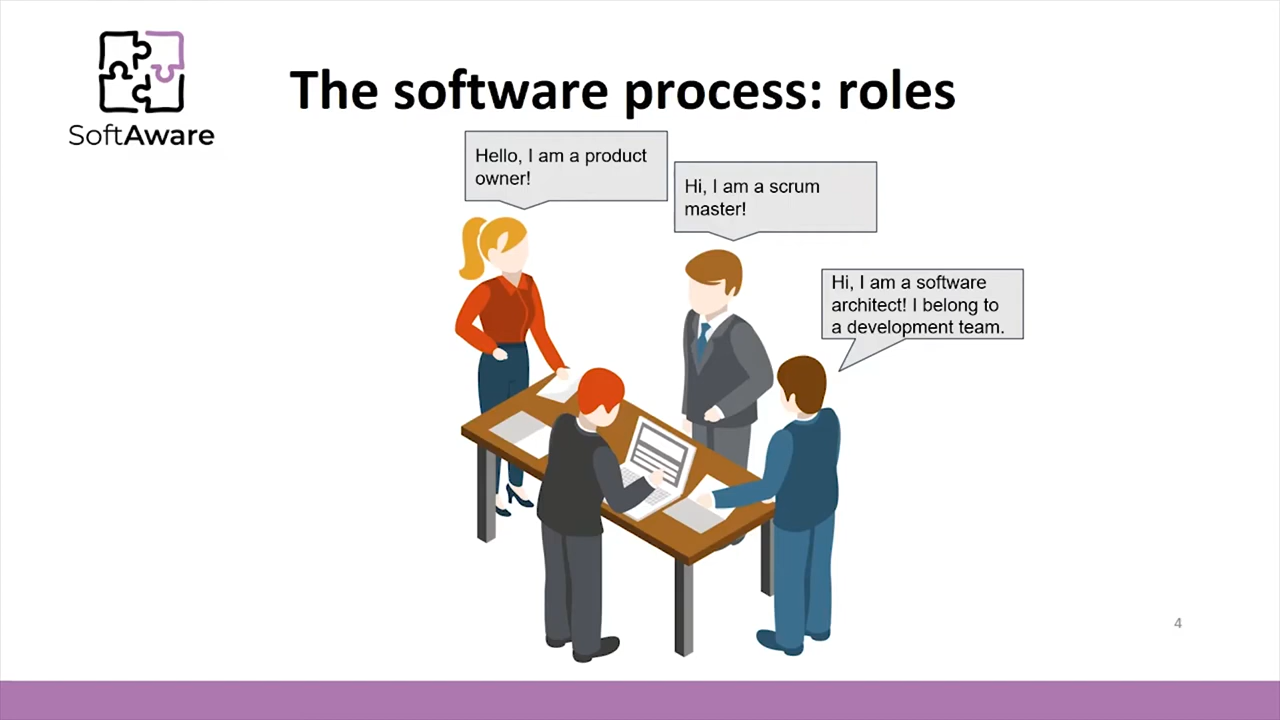 SoftAware
The software process: roles
Hello, I am a product
owner!
Hi, I am a scrum
master!
Hi, I am a software
architect! I belong to
a development team.
4